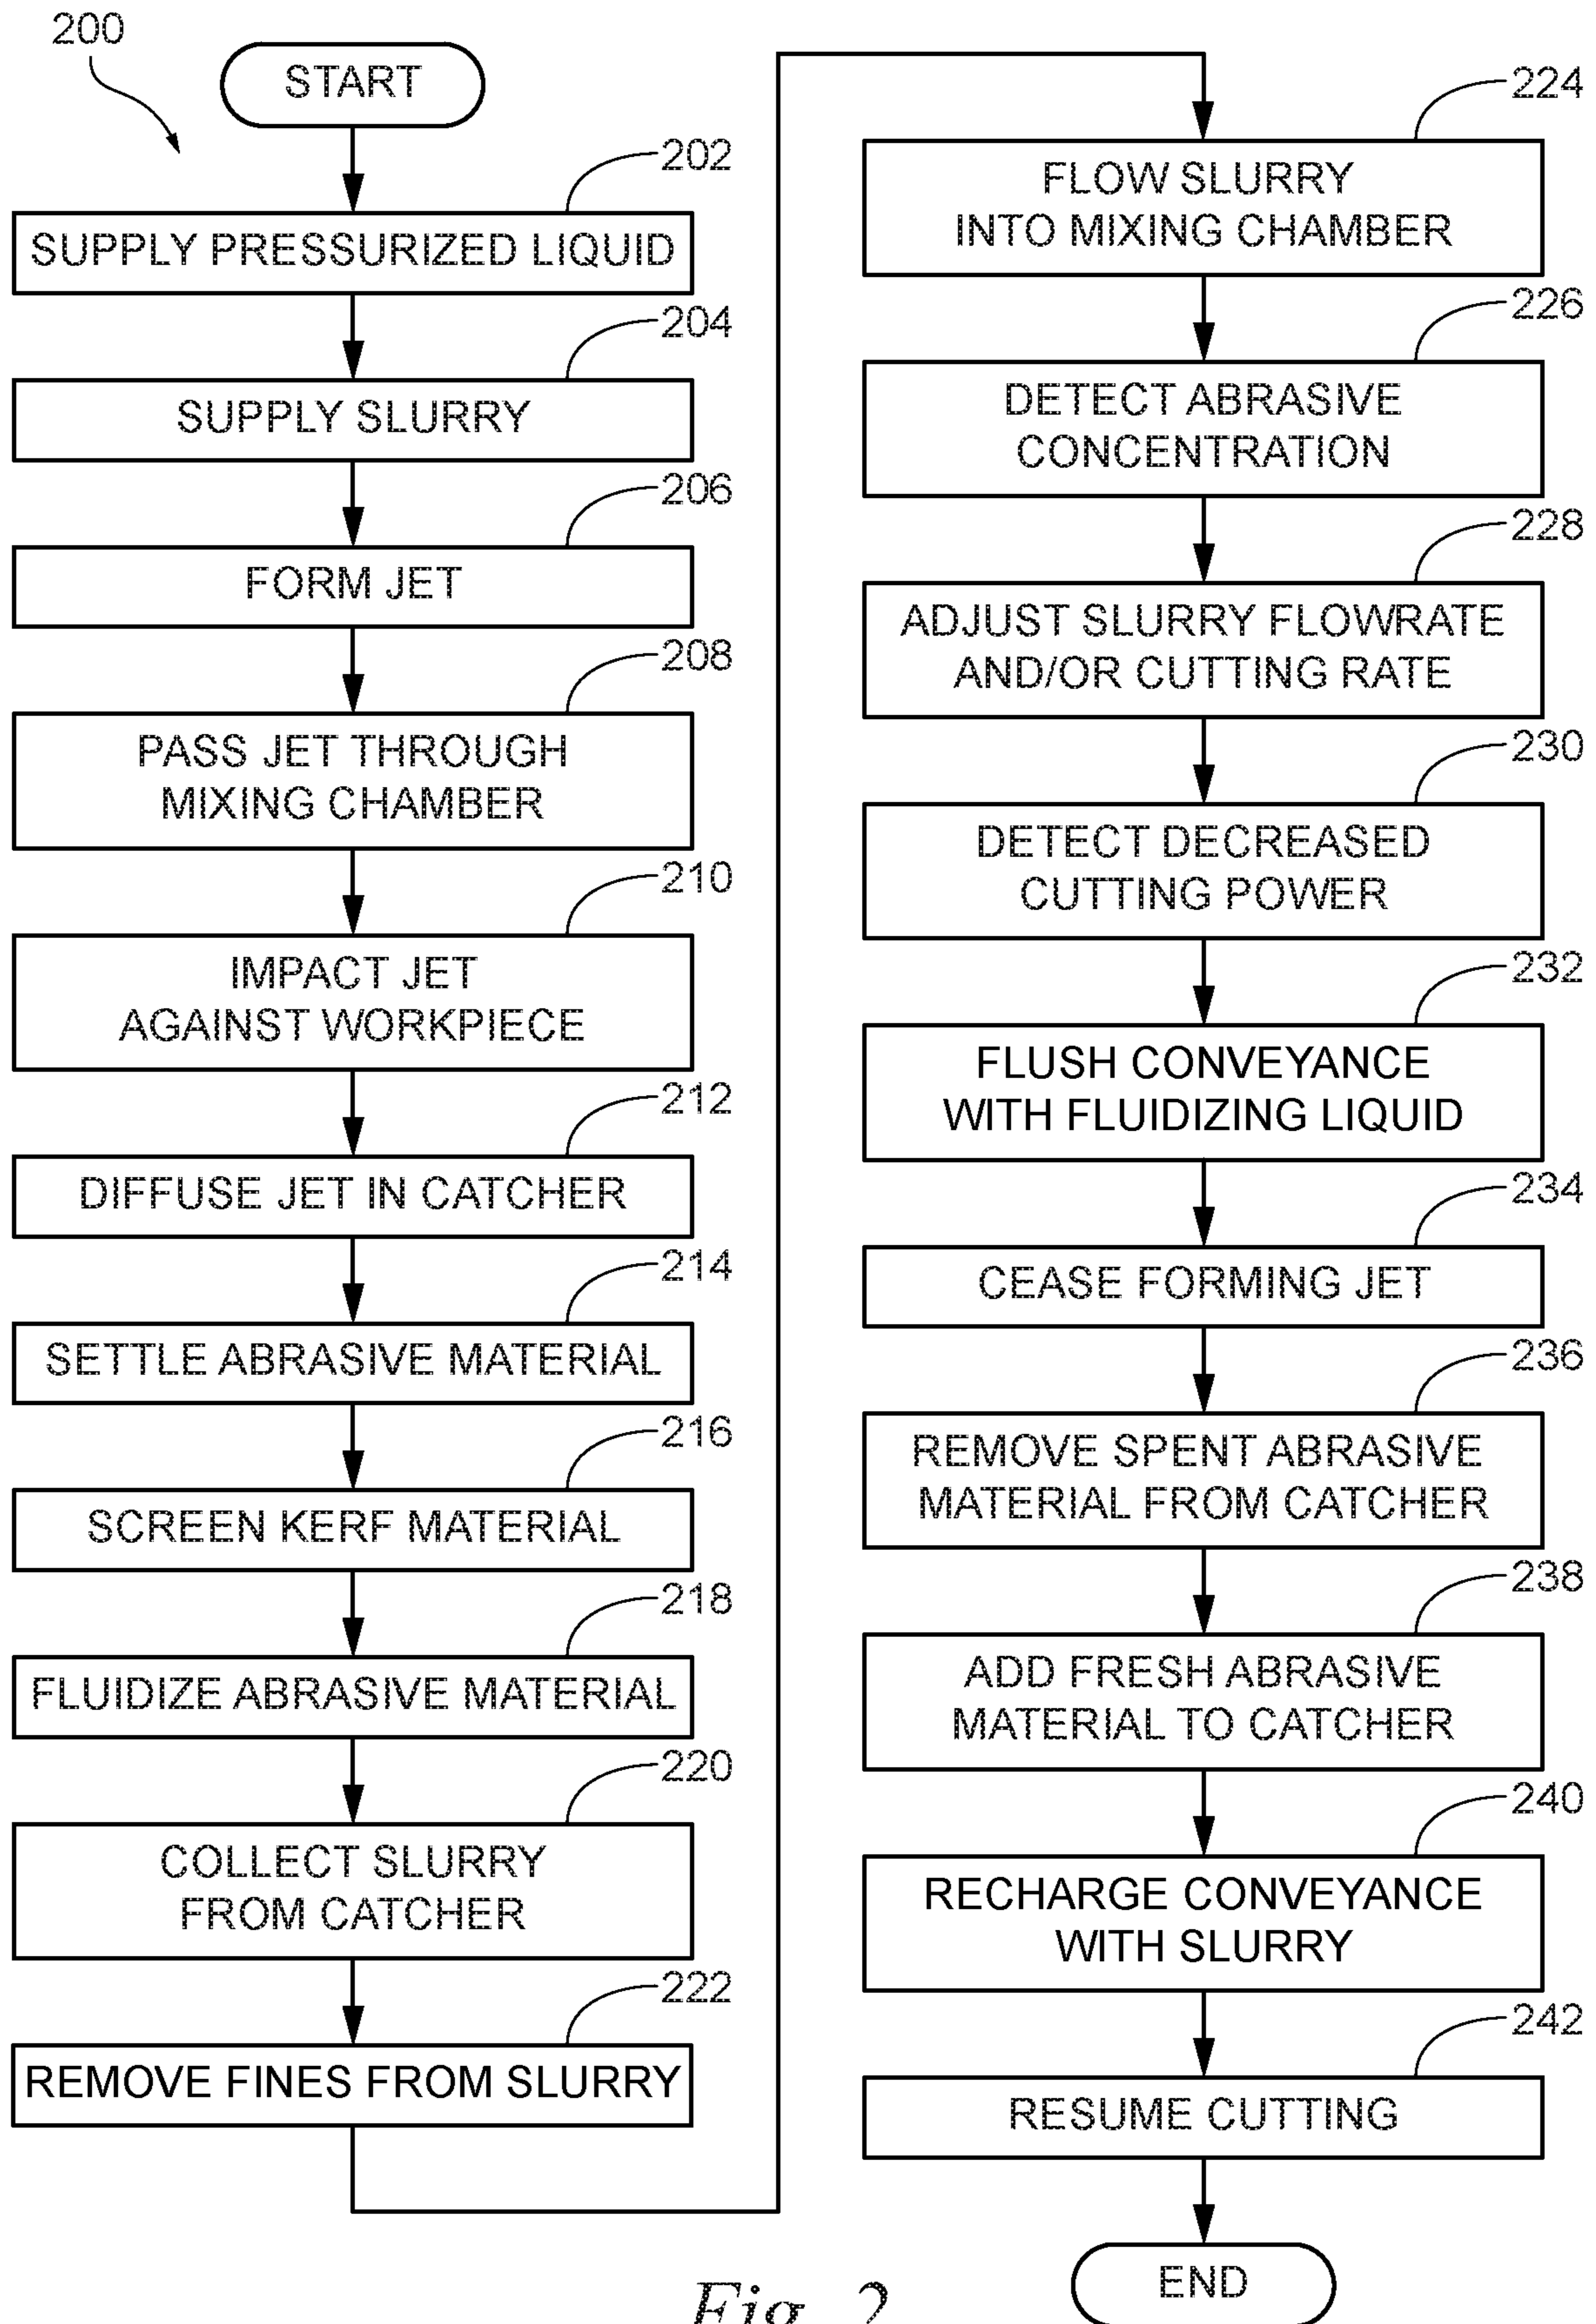 200
START
202
SUPPLY PRESSURIZED LIQUID
204
SUPPLY SLURRY
206
FORM JET
208
PASS JET THROUGH
MIXING CHAMBER
210
IMPACT JET
AGAINST WORKPIECE
212
DIFFUSE JET IN CATCHER
214
SETTLE ABRASIVE MATERIAL
216
SCREEN KERF MATERIAL
218
FLUIDIZE ABRASIVE MATERIAL
220
COLLECT SLURRY
FROM CATCHER
222
REMOVE FINES FROM SLURRY
224
FLOW SLURRY
INTO MIXING CHAMBER
226
DETECT ABRASIVE
CONCENTRATION
228
ADJUST SLURRY FLOWRATE
AND/OR CUTTING RATE
230
DETECT DECREASED
CUTTING POWER
232
FLUSH CONVEYANCE
WITH FLUIDIZING LIQUID
234
CEASE FORMING JET
236
REMOVE SPENT ABRASIVE
MATERIAL FROM CATCHER
238
ADD FRESH ABRASIVE
MATERIAL TO CATCHER
240
RECHARGE CONVEYANCE
WITH SLURRY
242
RESUME CUTTING
END
Fig. 2